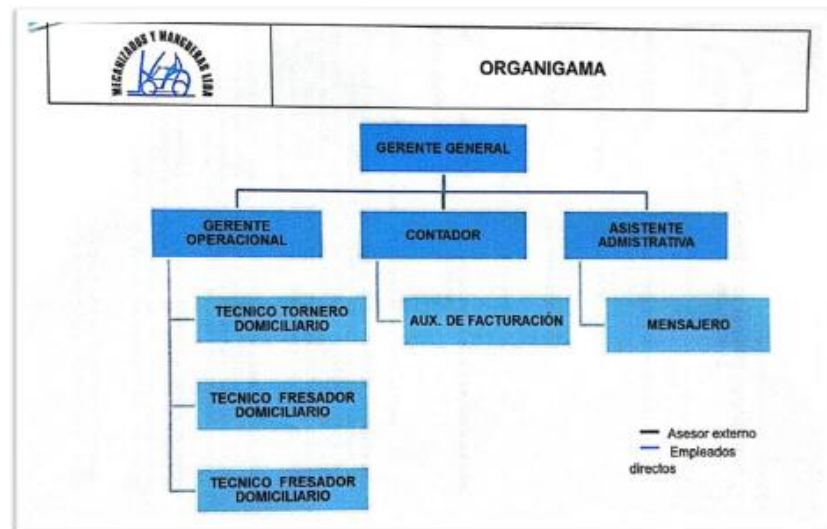 MECANIZADOS Y MANGUERAS LTDA
ORGANIGAMA
GERENTE GENERAL
GERENTE
OPERACIONAL
CONTADOR
ASISTENTE
ADMISTRATIVA
TECNICO TORNERO
DOMICILIARIO
AUX. DE FACTURACIÓN
MENSAJERO
TECNICO FRESADOR
DOMICILIARIO
TECNICO FRESADOR
DOMICILIARIO
Asesor externo
Empleados
directos